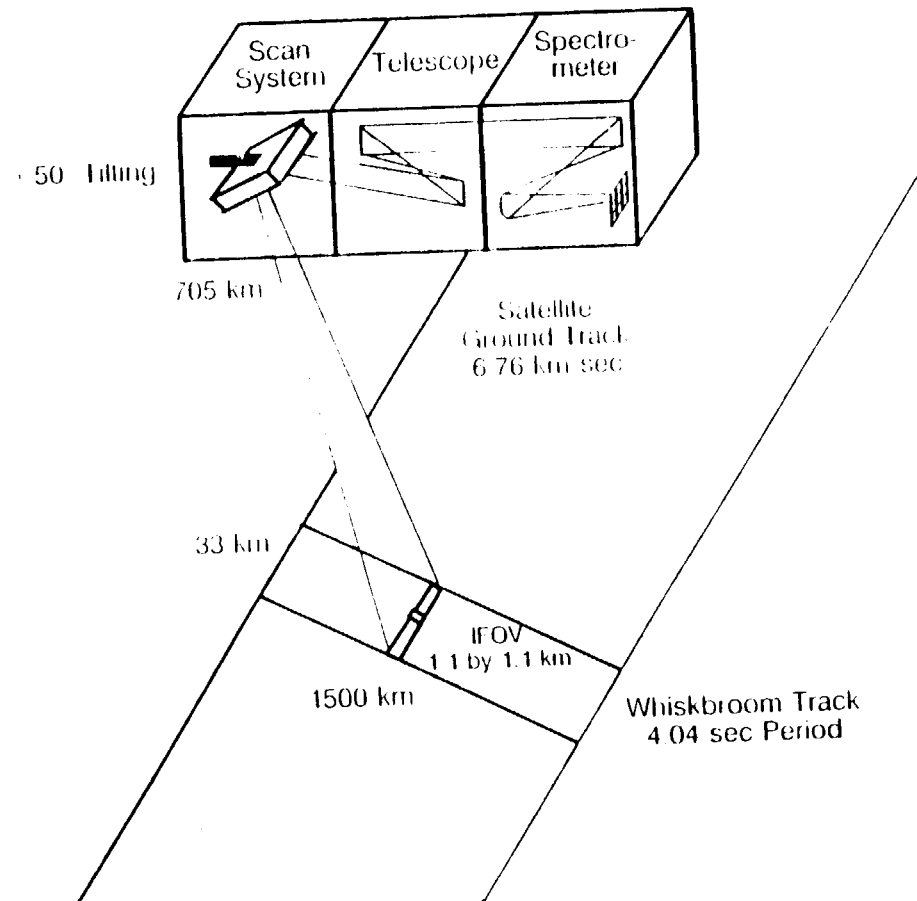 Scan
System
Telescope
Spectro-
meter
50 Tilting
705 km
Satellite
Ground Track
6.76 km sec
33 km
IFOV
1.1 by 1.1 km
1500 km
Whiskbroom Track
4.04 sec Period